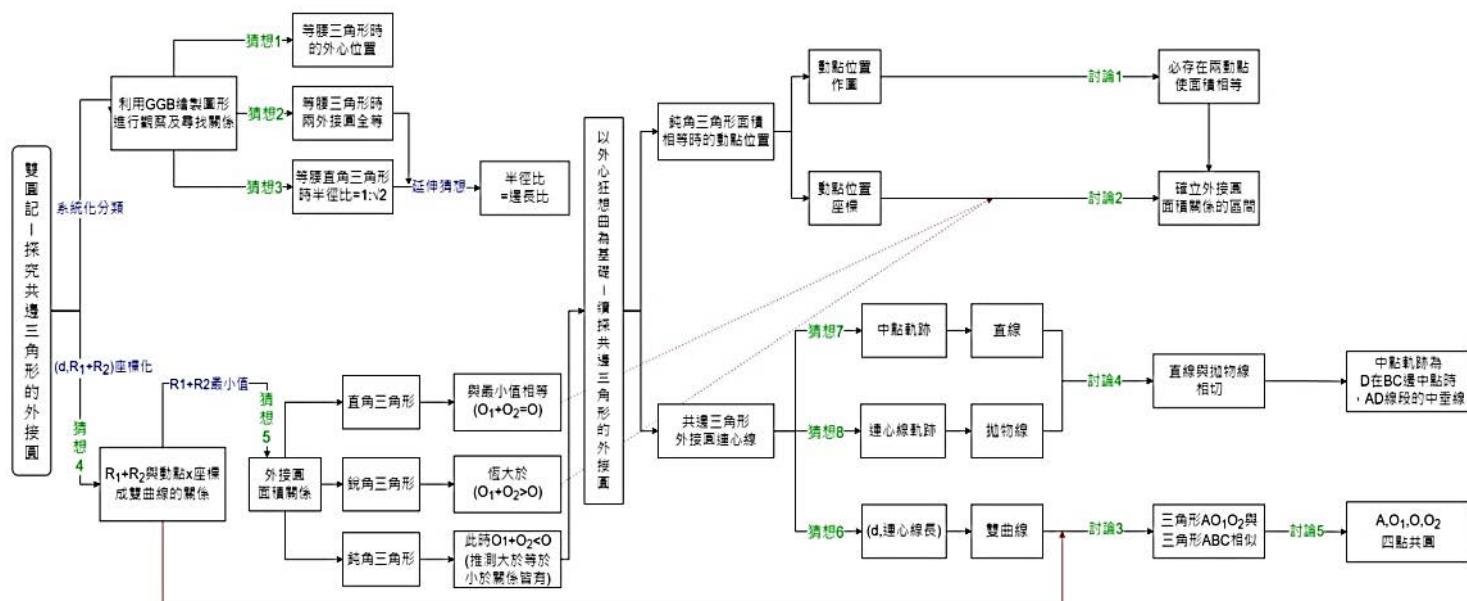 雙圓記－探究共邊三角形的外接圓
系統化分類
(d,R₁+R₂)座標化
利用GGB繪製圖形
進行觀察及尋找關係
猜想1
等腰三角形時
的外心位置
猜想2
等腰三角形時
兩外接圓全等
猜想3
等腰直角三角形
時半徑比=1:√2
延伸猜想
半徑比
=邊長比
猜想4
R₁+R₂與動點x座標
成雙曲線的關係
R1+R2最小值
猜想5
外接圓
面積關係
直角三角形
與最小值相等
(O₁+O₂=O)
銳角三角形
恆大於
(O₁+O₂>O)
鈍角三角形
此時O1+O2<O
(推測大於等於
小於關係皆有)
以外心狂想曲為基礎－續探共邊三角形的外接圓
鈍角三角形面積
相等時的動點位置
動點位置
作圖
討論1
必存在兩動點
使面積相等
動點位置
座標
討論2
確立外接圓
面積關係的區間
共邊三角形
外接圓連心線
猜想7
中點軌跡
直線
猜想8
連心線軌跡
拋物線
討論4
直線與拋物線
相切
中點軌跡為
D在BC邊中點時
，AD線段的中垂線
猜想6
(d,連心線長)
雙曲線
討論3
三角形AO₁O₂與
三角形ABC相似
討論5
A,O₁,O,O₂
四點共圓